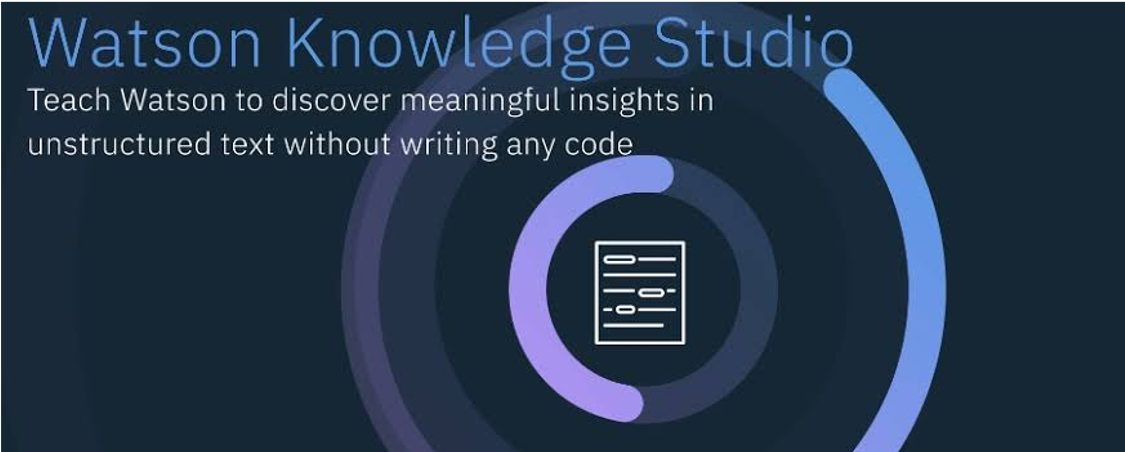 Watson Knowledge Studio
Teach Watson to discover meaningful insights in
unstructured text without writing any code